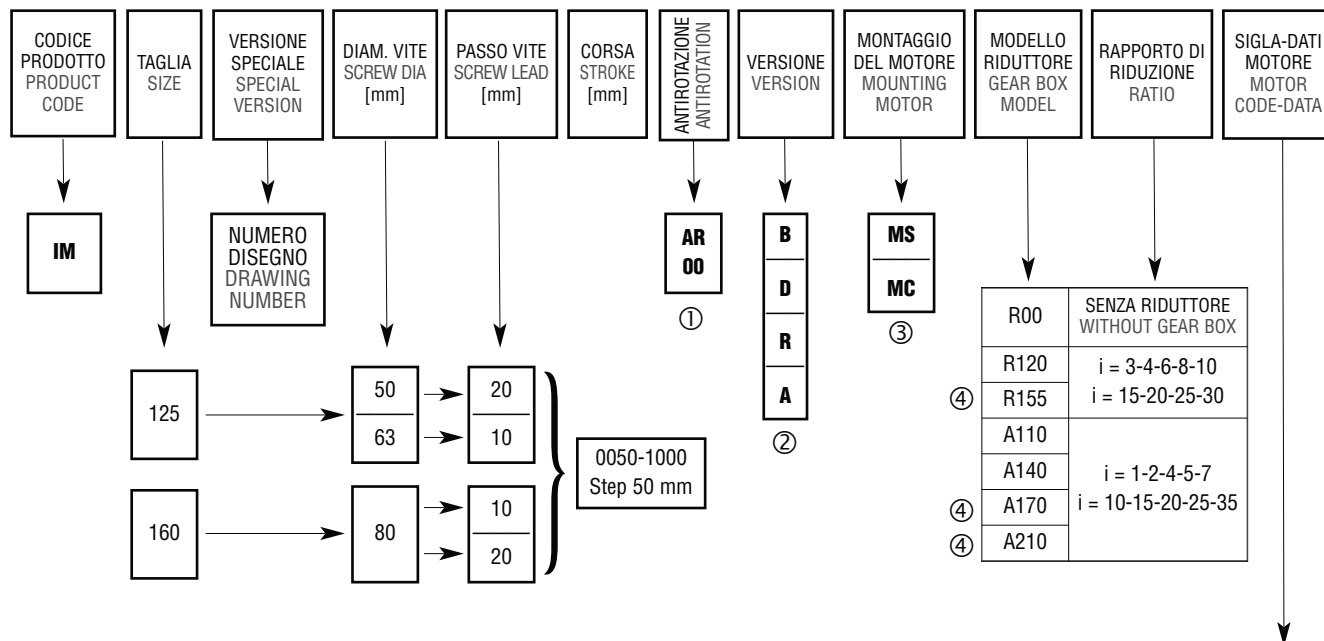 CODICE
PRODOTTO
PRODUCT
CODE
TAGLIA
SIZE
VERSIONE
SPECIALE
SPECIAL
VERSION
DIAM. VITE
SCREW DIA
[mm]
PASSO VITE
SCREW LEAD
[mm]
CORSA
STROKE
[mm]
ANTIROTAZIONE
ANTIROTATION
VERSIONE
VERSION
MONTAGGIO
DEL MOTORE
MOUNTING
MOTOR
MODELLO
RIDUTTORE
GEAR BOX
MODEL
RAPPORTO DI
RIDUZIONE
RATIO
SIGLA-DATI
MOTORE
MOTOR
CODE-DATA
IM
NUMERO
DISEGNO
DRAWING
NUMBER
AR
00
①
B
D
R
A
②
MS
MC
③
R00
SENZA RIDUTTORE
WITHOUT GEAR BOX
R120
④ R155
i = 3-4-6-8-10
i = 15-20-25-30
A110
A140
④ A170
④ A210
i = 1-2-4-5-7
i = 10-15-20-25-35
125
50
20
63
10
160
80
10
20
0050-1000
Step 50 mm